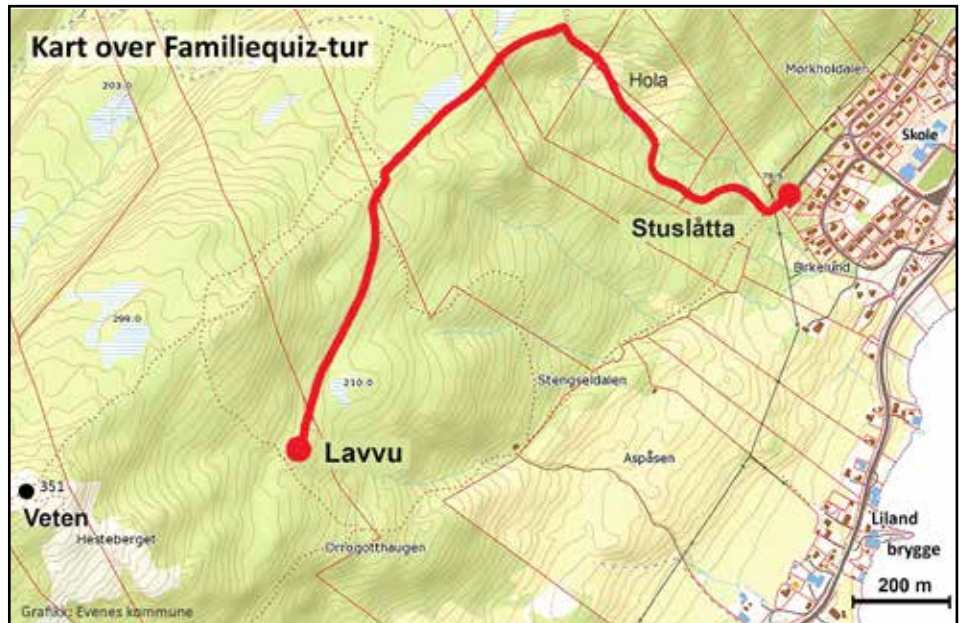 Kart over Familiequiz-tur
203.0
Hola
Mørkholdalen
Skole
Stuslåtta
Birkelund
299.0
210.0
Stengseldalen
Lavvu
Aspåsen
351
Veten
Hesteberget
Orrogotthaugen
Liland
brygge
200 m
Grafikk: Evenes kommune